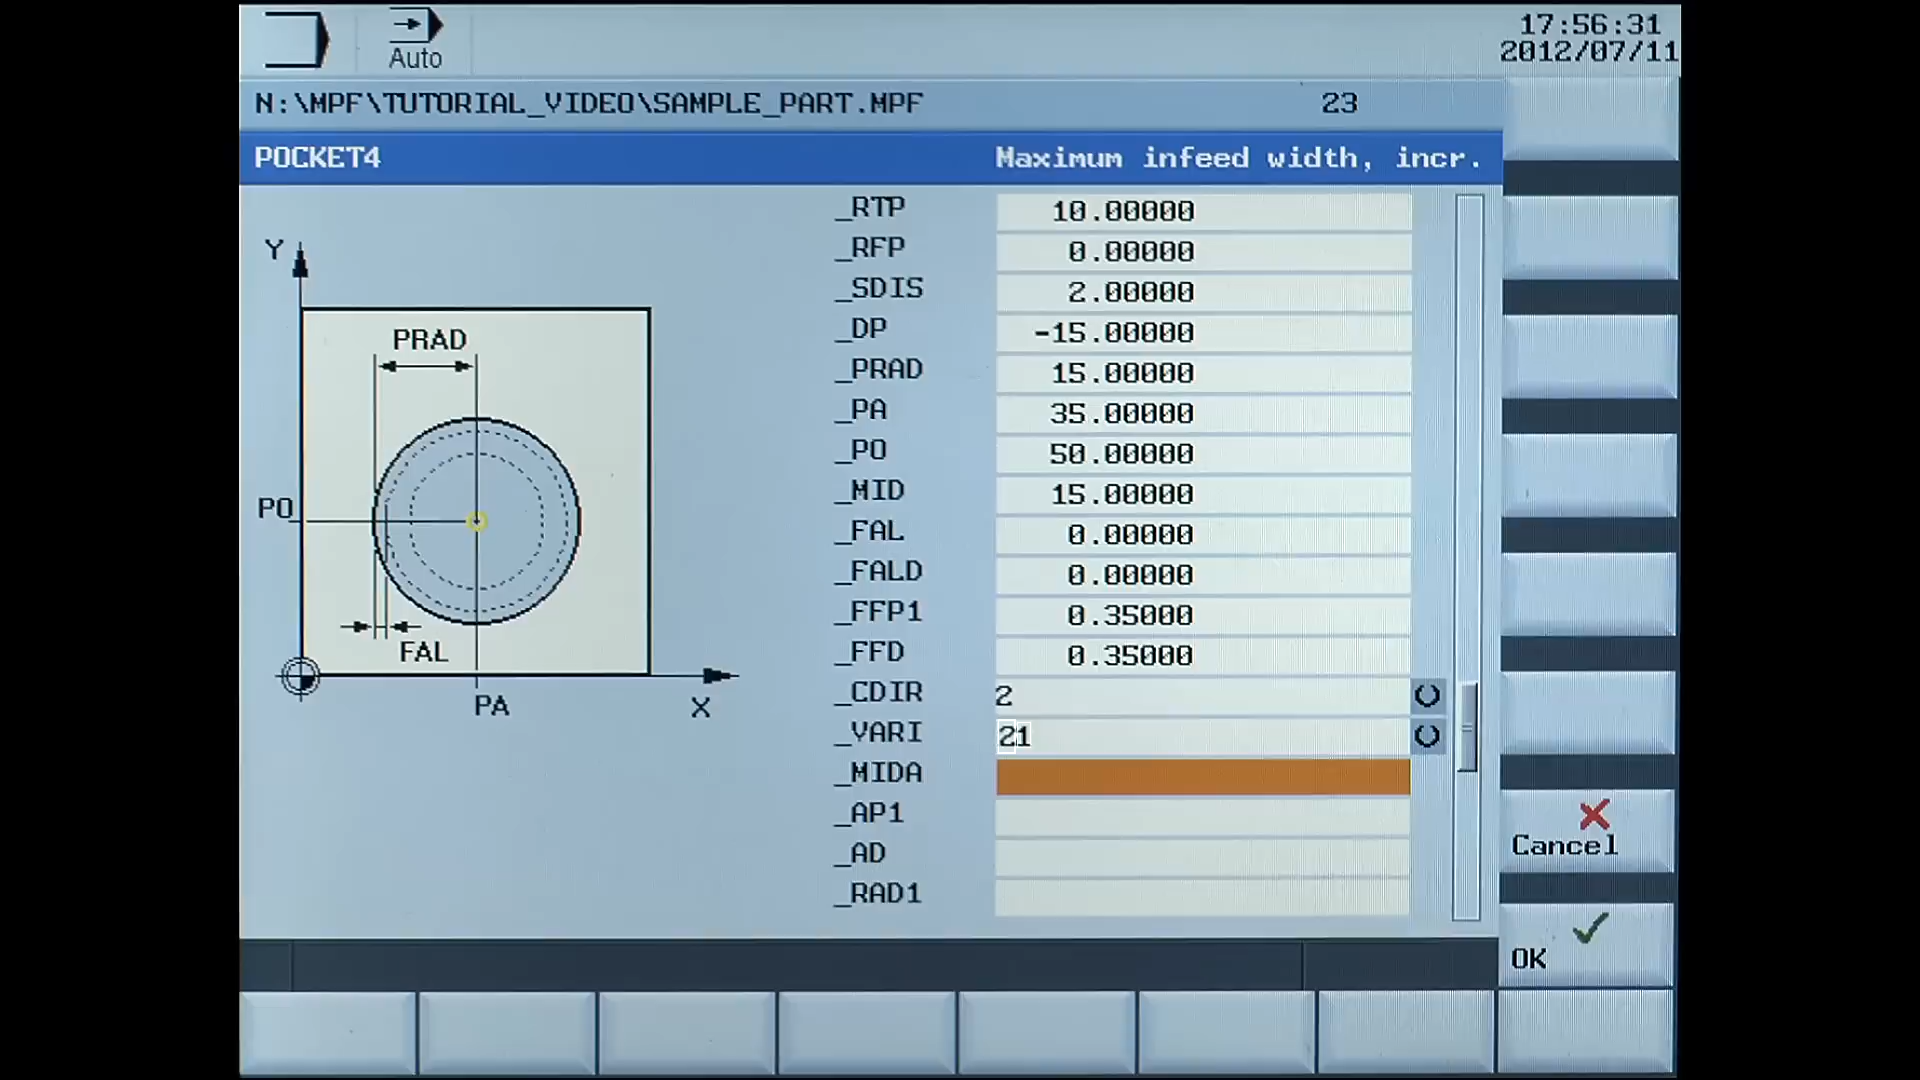 17:56:31
2012/07/11
Auto
N:\MPF\TUTORIAL_VIDEO\SAMPLE_PART.MPF 23
POCKET4 Maximum infeed width, incr.
_RTP 10.00000
_RFP 0.00000
_SDIS 2.00000
_DP -15.00000
_PRAD 15.00000
_PA 35.00000
_PO 50.00000
_MID 15.00000
_FAL 0.00000
_FALD 0.00000
_FFP1 0.35000
_FFD 0.35000
_CDIR 2
_VARI 21
_MIDA
_AP1
_AD
_RAD1
Y
PRAD
PO
FAL
PA
X
Cancel
OK